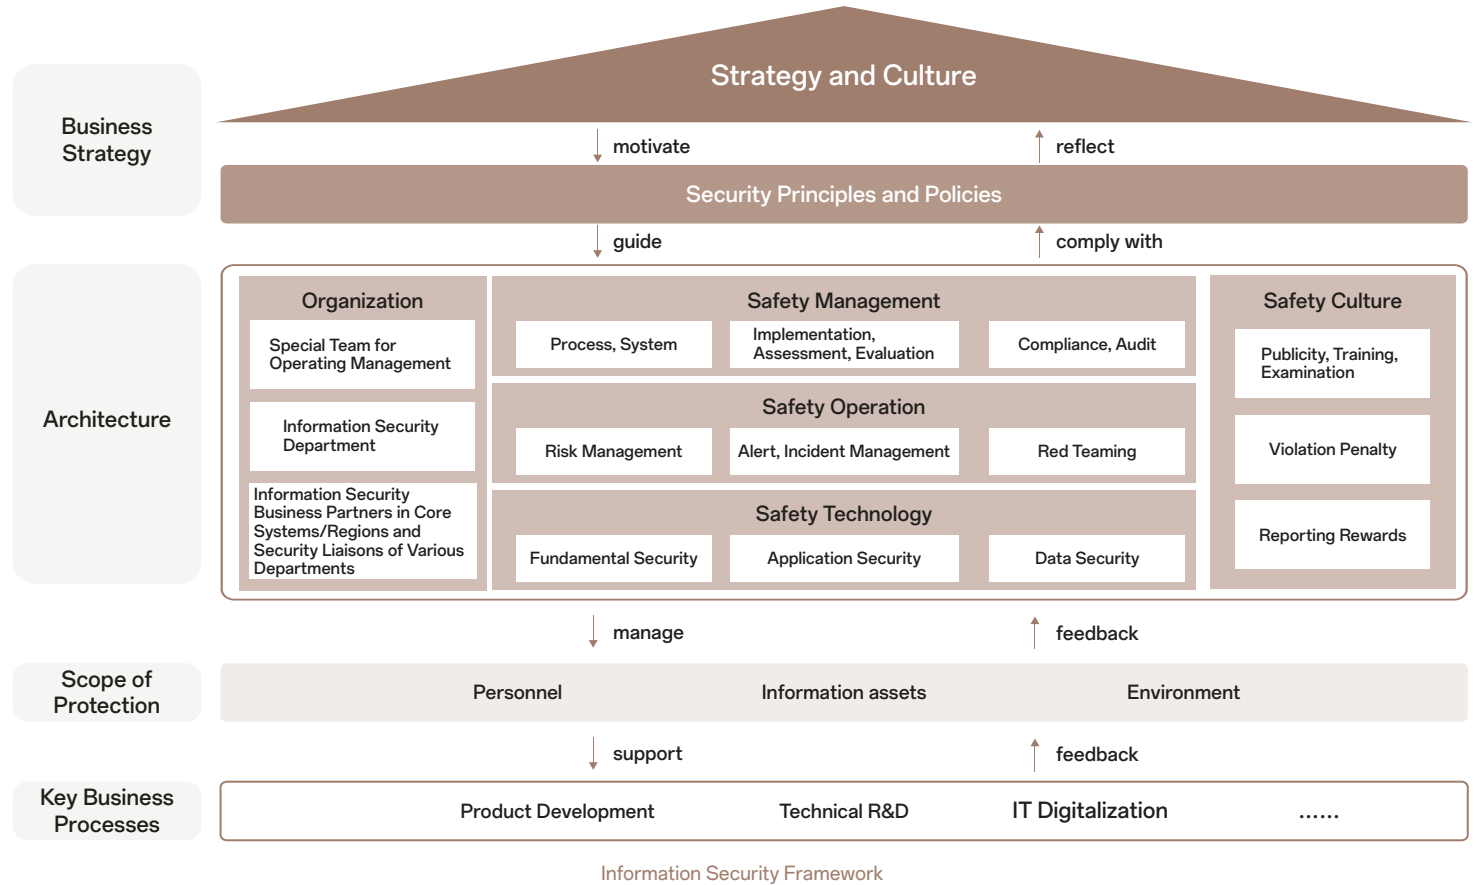 Strategy and Culture
Business
Strategy
motivate
reflect
Security Principles and Policies
guide
comply with
Architecture
Organization
Special Team for
Operating Management
Information Security
Department
Information Security
Business Partners in Core
Systems/Regions and
Security Liaisons of Various
Departments
Safety Management
Process, System
Implementation,
Assessment, Evaluation
Compliance, Audit
Safety Operation
Risk Management
Alert, Incident Management
Red Teaming
Safety Technology
Fundamental Security
Application Security
Data Security
Safety Culture
Publicity, Training,
Examination
Violation Penalty
Reporting Rewards
manage
feedback
Scope of
Protection
Personnel
Information assets
Environment
support
feedback
Key Business
Processes
Product Development
Technical R&D
IT Digitalization
......
Information Security Framework